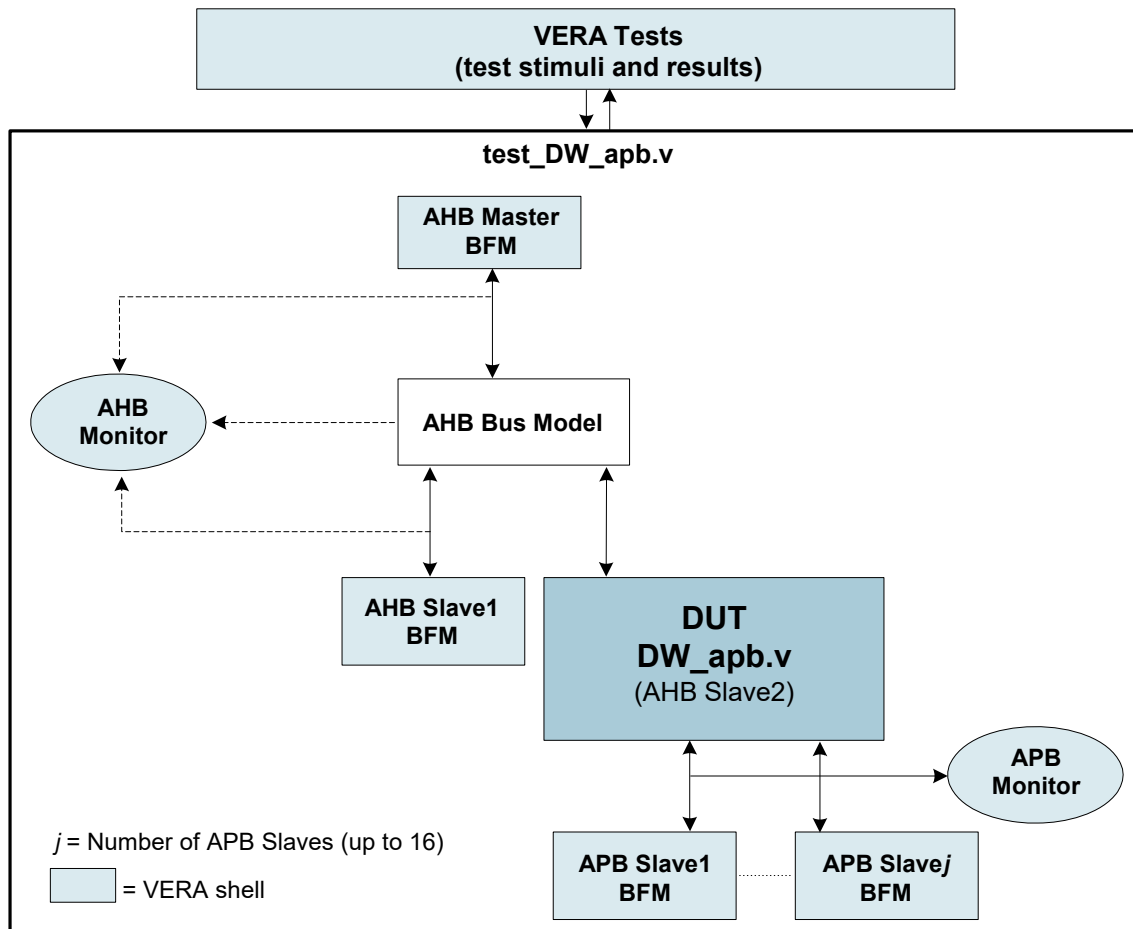 VERA Tests
(test stimuli and results)
test_DW_apb.v
AHB Master
BFM
AHB
Monitor
AHB Bus Model
AHB Slave1
BFM
DUT
DW_apb.v
(AHB Slave2)
APB
Monitor
j = Number of APB Slaves (up to 16)
= VERA shell
APB Slave1
BFM
APB Slavej
BFM